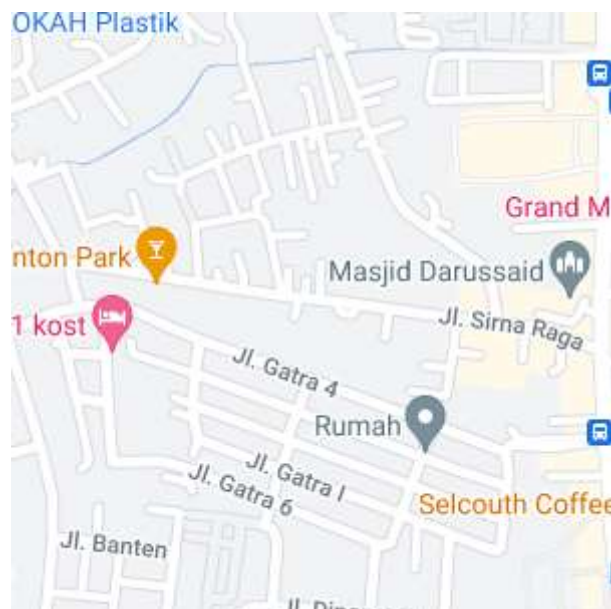 OKAH Plastik
Grand M
nton Park
Masjid Darussaid
Jl. Sirna Raga
1 kost
Jl. Gatra 4
Rumah
Jl. Gatra I
Jl. Gatra 6
Selcouth Coffee
Jl. Banten